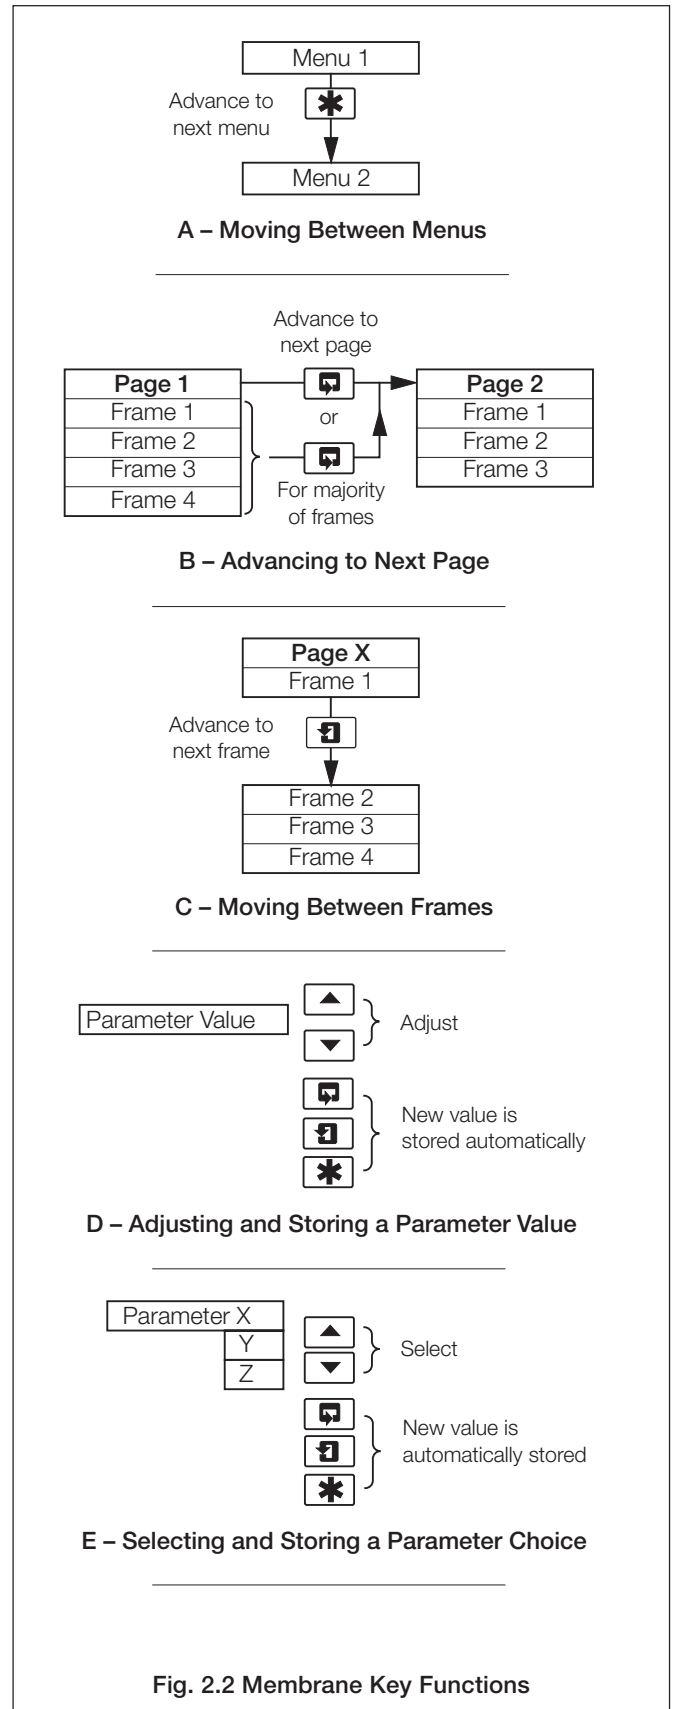 Menu 1
Advance to
next menu
Menu 2
A – Moving Between Menus
Advance to
next page
Page 1
Frame 1
Frame 2
Frame 3
Frame 4
or
For majority
of frames
Page 2
Frame 1
Frame 2
Frame 3
B – Advancing to Next Page
Page X
Frame 1
Advance to
next frame
Frame 2
Frame 3
Frame 4
C – Moving Between Frames
Parameter Value
Adjust
New value is
stored automatically
D – Adjusting and Storing a Parameter Value
Parameter X
Y
Z
Select
New value is
automatically stored
E – Selecting and Storing a Parameter Choice
Fig. 2.2 Membrane Key Functions